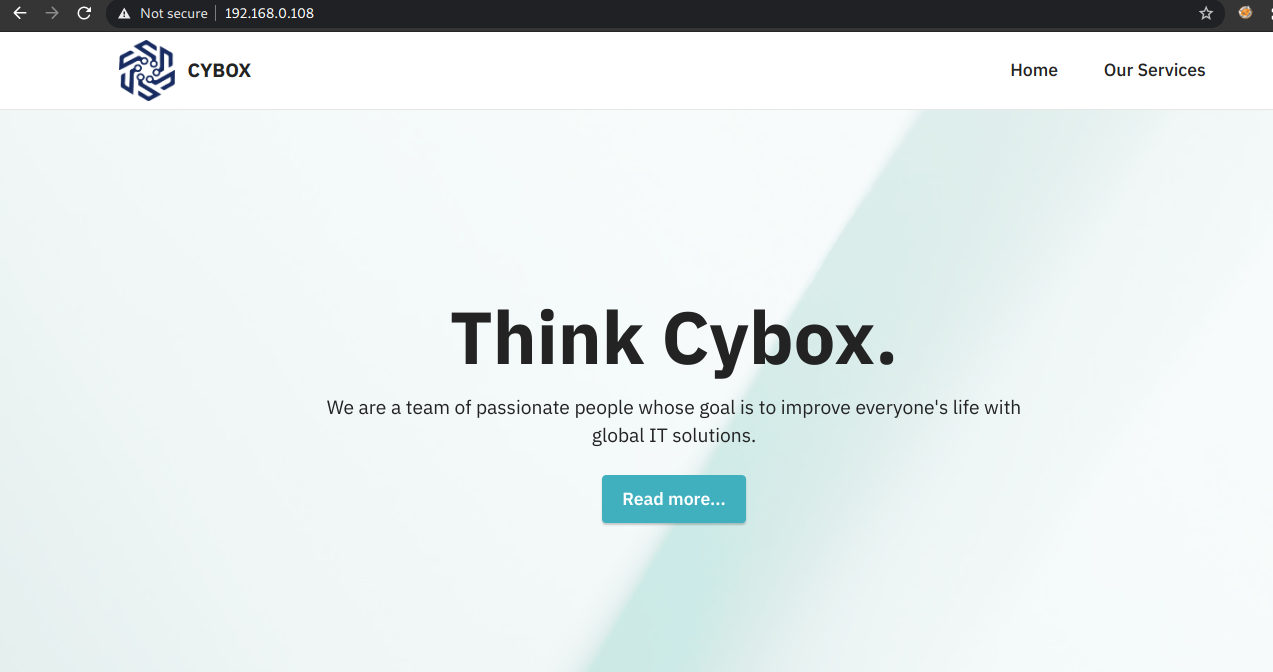 Not secure 192.168.0.108
CYBOX
Home Our Services
Think Cybox.
We are a team of passionate people whose goal is to improve everyone's life with
global IT solutions.
Read more...